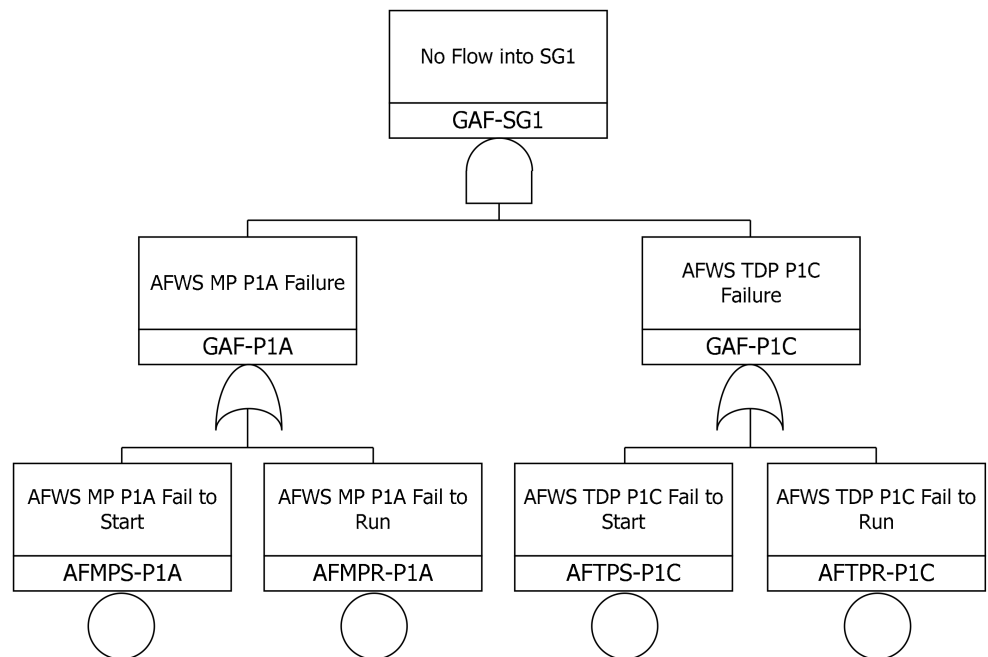 No Flow into SG1
GAF-SG1
AFWS MP P1A Failure
GAF-P1A
AFWS TDP P1C
Failure
GAF-P1C
AFWS MP P1A Fail to
Start
AFMPS-P1A
AFWS MP P1A Fail to
Run
AFMPR-P1A
AFWS TDP P1C Fail to
Start
AFTPS-P1C
AFWS TDP P1C Fail to
Run
AFTPR-P1C